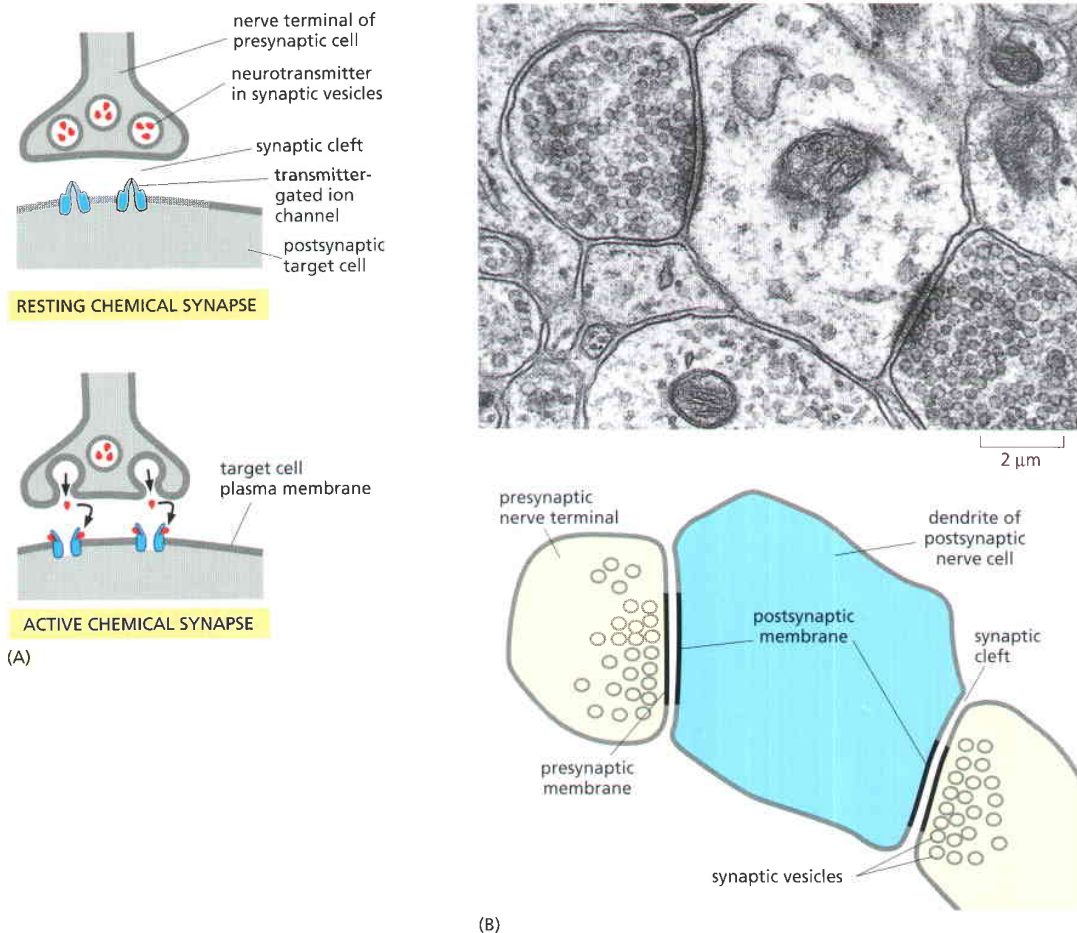 nerve terminal of
presynaptic cell
neurotransmitter
in synaptic vesicles
synaptic cleft
transmitter-
gated ion
channel
postsynaptic
target cell
RESTING CHEMICAL SYNAPSE
target cell
plasma membrane
ACTIVE CHEMICAL SYNAPSE
(A)
2 μm
presynaptic
nerve terminal
dendrite of
postsynaptic
nerve cell
postsynaptic
membrane
synaptic
cleft
presynaptic
membrane
synaptic vesicles
(B)